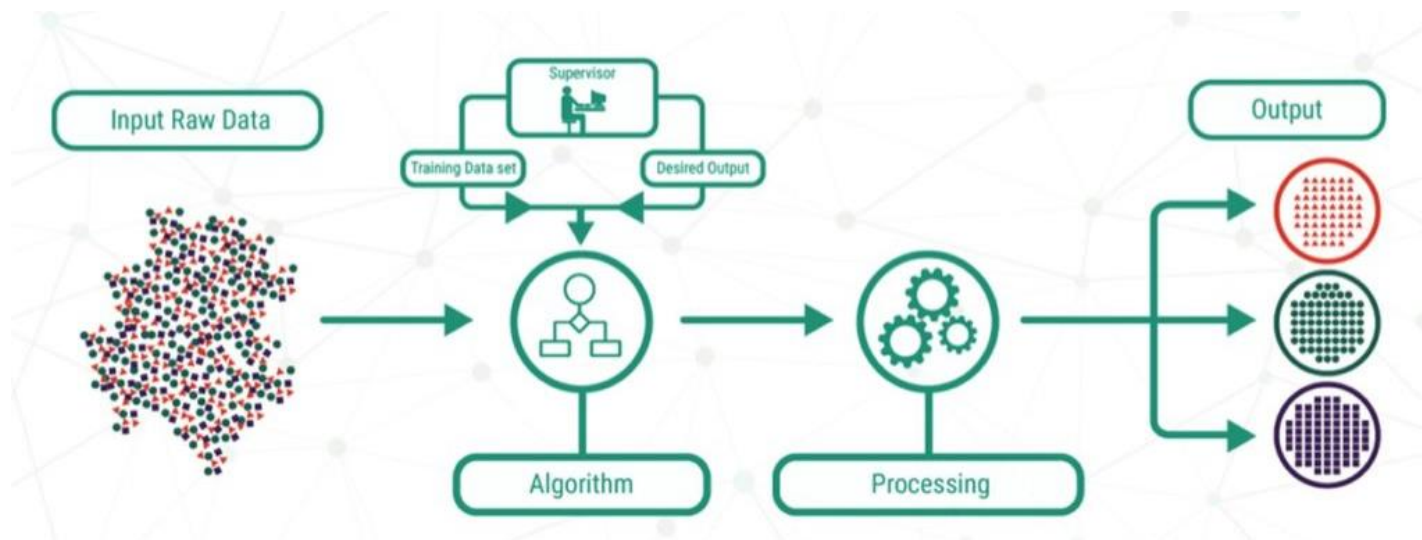 Input Raw Data
Supervisor
Training Data set
Desired Output
Algorithm
Processing
Output